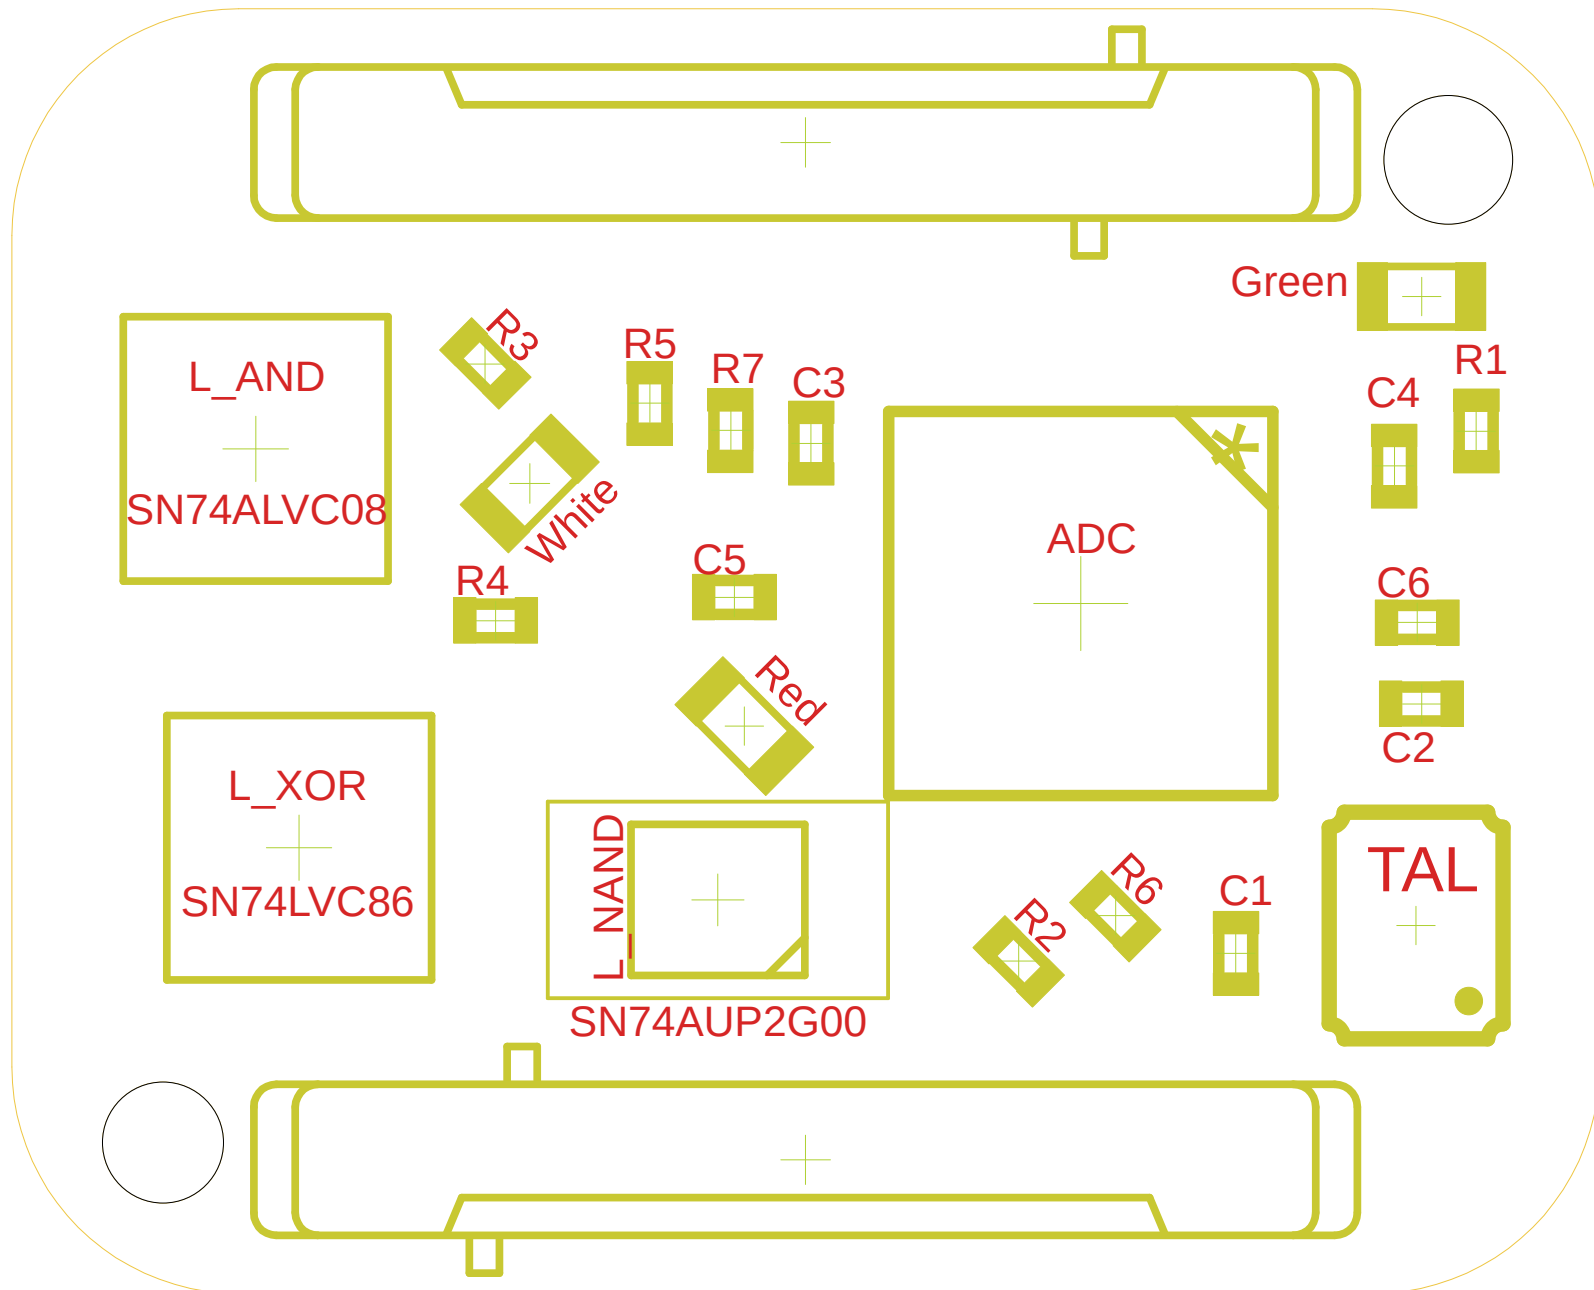 Green
R3
R5
R7
C3
R1
C4
L_AND
SN74ALVC08
White
ADC
R4
C5
C6
Red
C2
L_XOR
SN74LVC86
L_NAND
SN74AUP2G00
R2
R6
C1
TAL